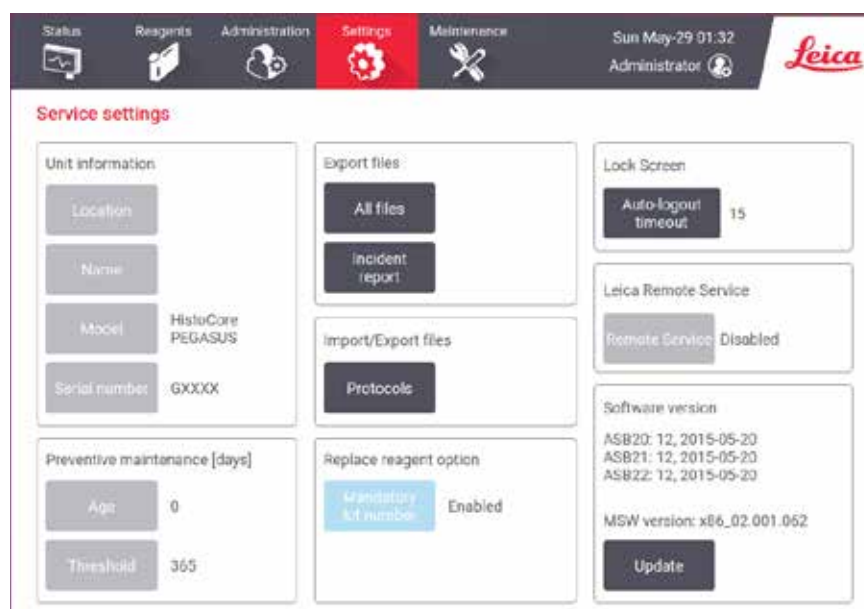 Status
Reagents
Administration
Settings
Maintenance
Sun May-29 01:32
Administrator
Leica
Service settings
Unit information
Location
Name
Model
HistoCore
PEGASUS
Serial number
GXXXX
Preventive maintenance [days]
Age
0
Threshold
365
Export files
All files
Incident
report
Import/Export files
Protocols
Replace reagent option
Mandatory
lot number
Enabled
Lock Screen
Auto-logout
timeout
15
Leica Remote Service
Remote Service
Disabled
Software version
ASB20: 12, 2015-05-20
ASB21: 12, 2015-05-20
ASB22: 12, 2015-05-20
MSW version: x86_02.001.062
Update